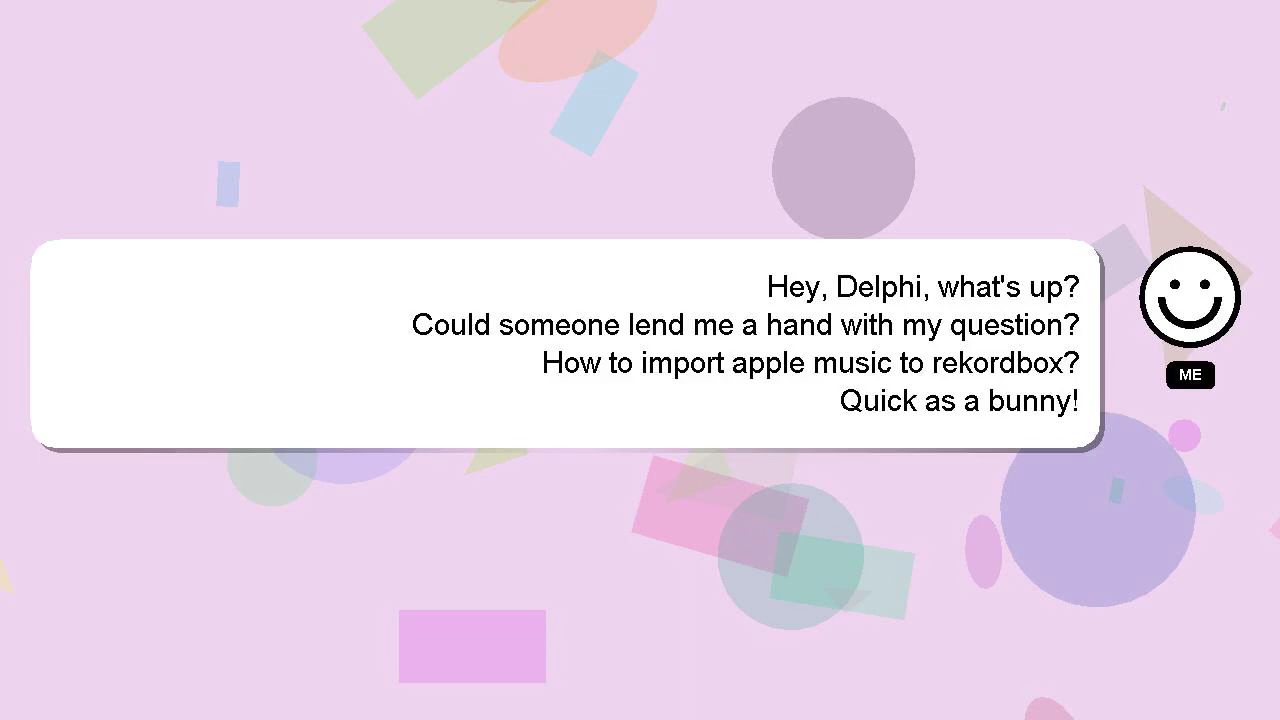 Hey, Delphi, what's up?
Could someone lend me a hand with my question?
How to import apple music to rekordbox?
Quick as a bunny!
ME